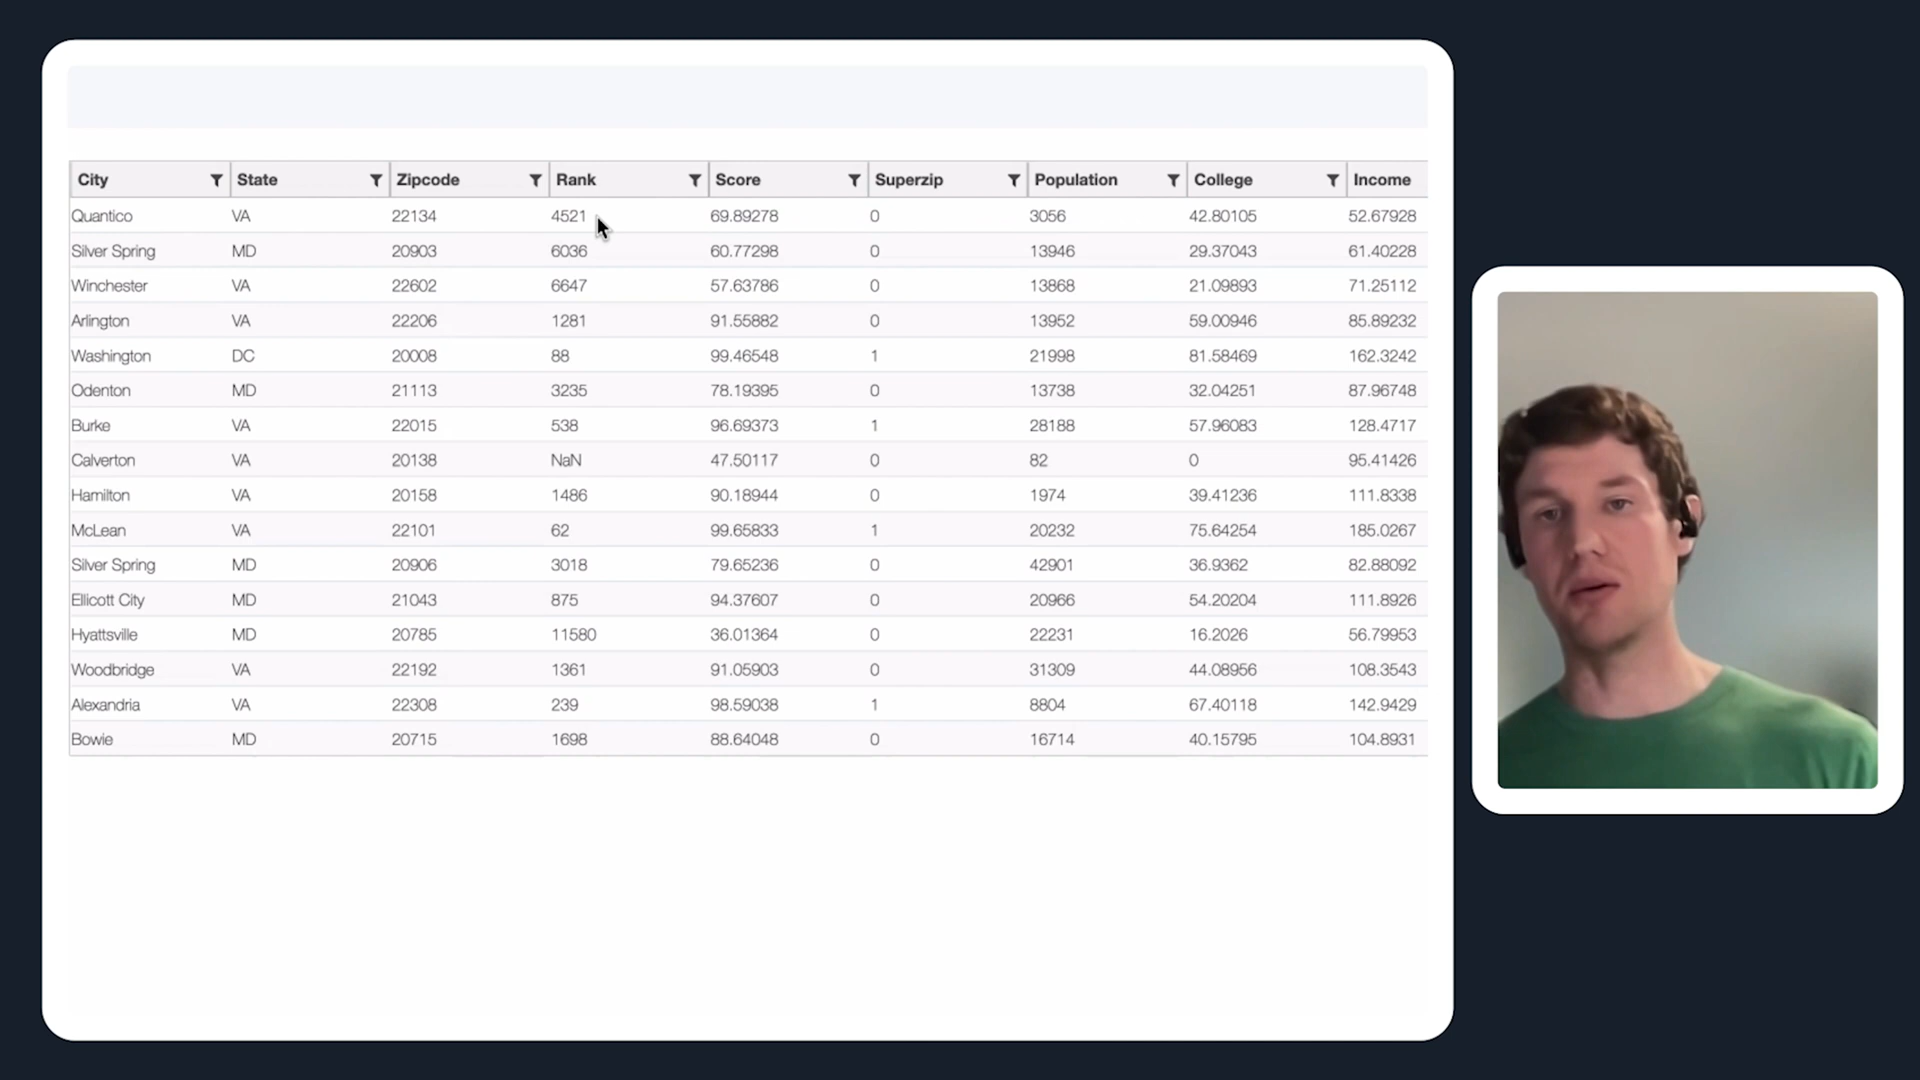 City State Zipcode Rank Score Superzip Population College Income
Quantico VA 22134 4521 69.89278 0 3056 42.80105 52.67928
Silver Spring MD 20903 6036 60.77298 0 13946 29.37043 61.40228
Winchester VA 22602 6647 57.63786 0 13868 21.09893 71.25112
Arlington VA 22206 1281 91.55882 0 13952 59.00946 85.89232
Washington DC 20008 88 99.46548 1 21998 81.58469 162.3242
Odenton MD 21113 3235 78.19395 0 13738 32.04251 87.96748
Burke VA 22015 538 96.69373 1 28188 57.96083 128.4717
Calverton VA 20138 NaN 47.50117 0 82 0 95.41426
Hamilton VA 20158 1486 90.18944 0 1974 39.41236 111.8338
McLean VA 22101 62 99.65833 1 20232 75.64254 185.0267
Silver Spring MD 20906 3018 79.65236 0 42901 36.9362 82.88092
Ellicott City MD 21043 875 94.37607 0 20966 54.20204 111.8926
Hyattsville MD 20785 11580 36.01364 0 22231 16.2026 56.79953
Woodbridge VA 22192 1361 91.05903 0 31309 44.08956 108.3543
Alexandria VA 22308 239 98.59038 1 8804 67.40118 142.9429
Bowie MD 20715 1698 88.64048 0 16714 40.15795 104.8931